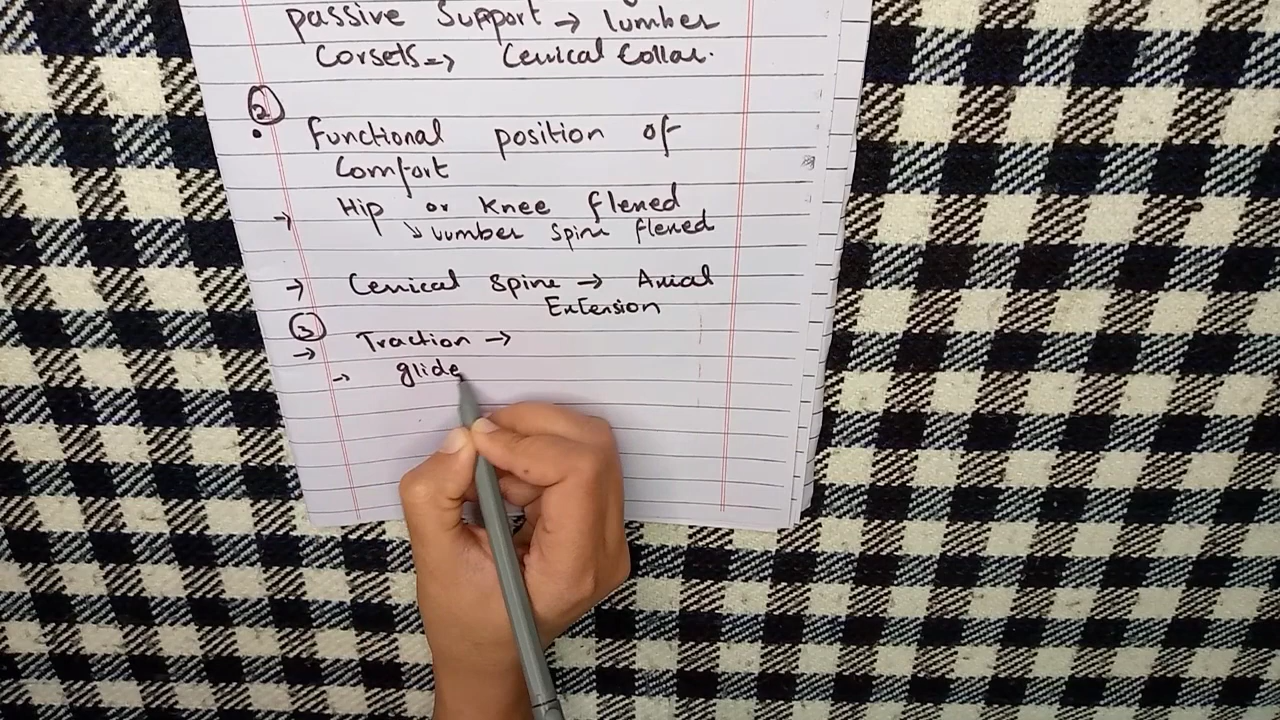 passive Support → lumber
Corsets => Cervical Collar.
②
• Functional position of
Comfort
→ Hip or Knee flexed
↘ lumber spine flexed
→ Cervical spine → Axial
Extension
③
→ Traction →
→ glide